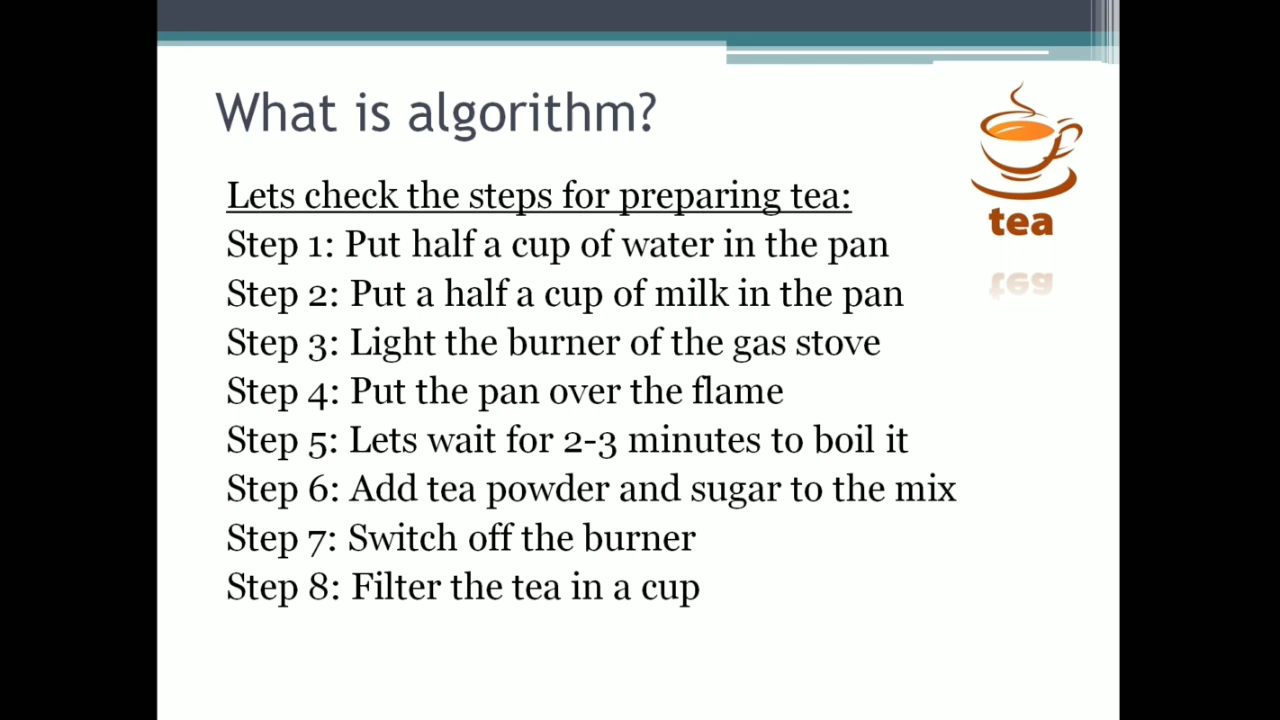 What is algorithm?
tea
Lets check the steps for preparing tea:
Step 1: Put half a cup of water in the pan
Step 2: Put a half a cup of milk in the pan
Step 3: Light the burner of the gas stove
Step 4: Put the pan over the flame
Step 5: Lets wait for 2-3 minutes to boil it
Step 6: Add tea powder and sugar to the mix
Step 7: Switch off the burner
Step 8: Filter the tea in a cup